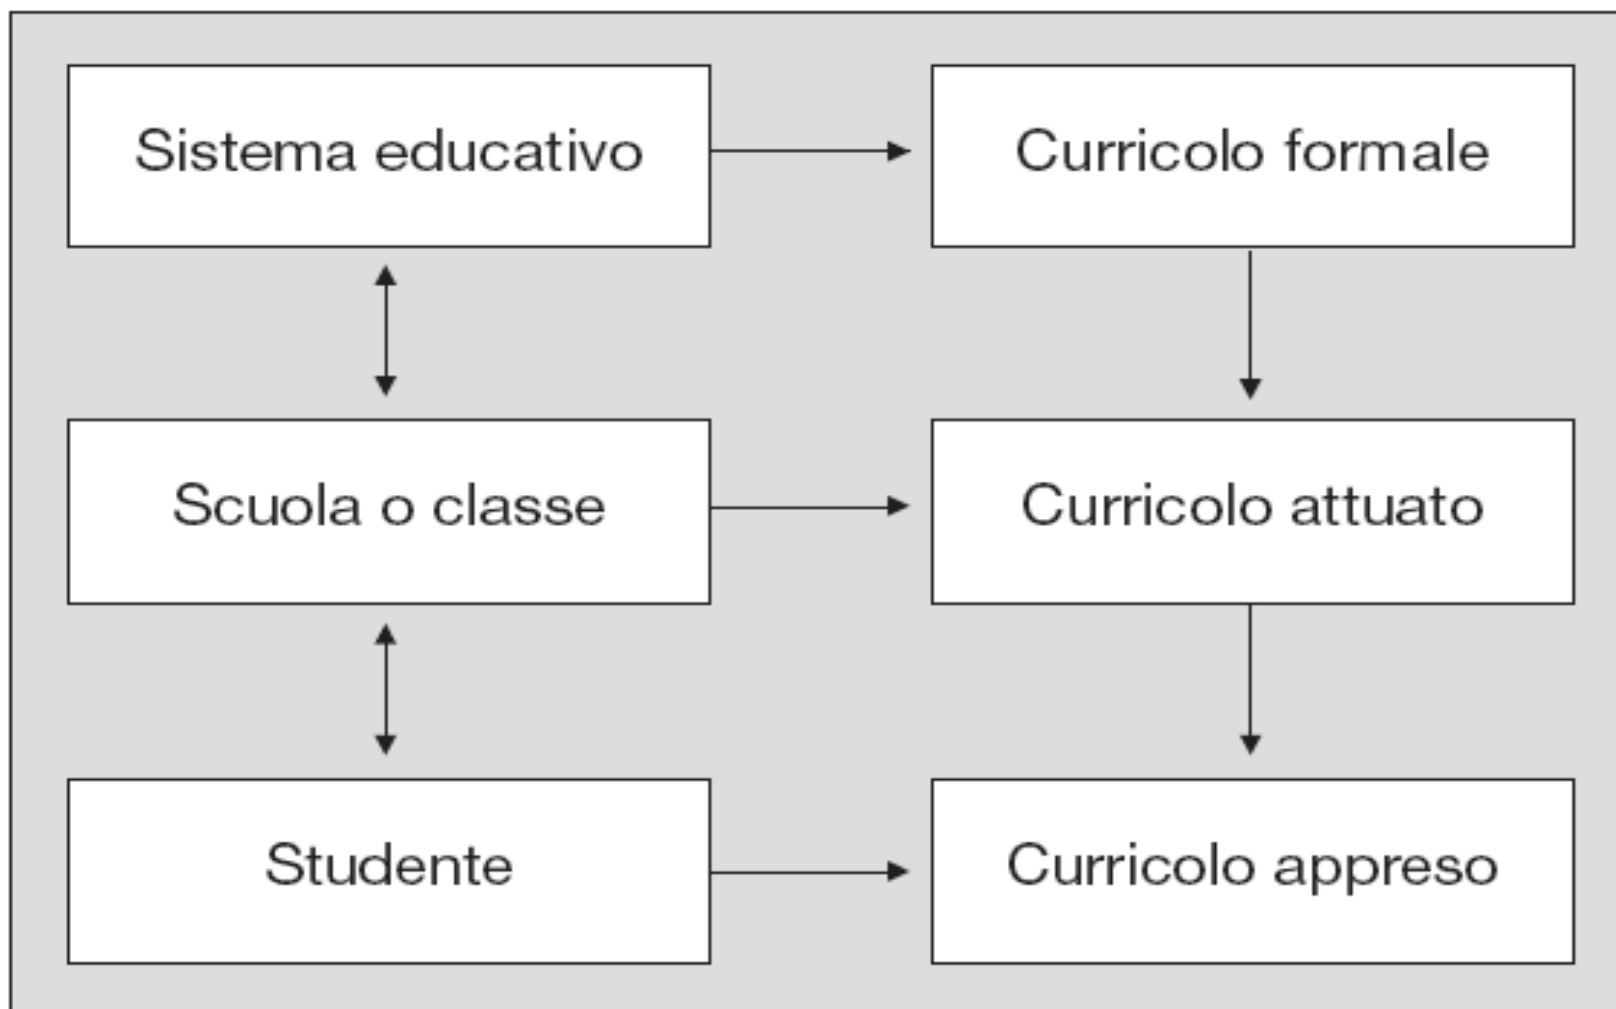 Sistema educativo
Curricolo formale
Scuola o classe
Curricolo attuato
Studente
Curricolo appreso